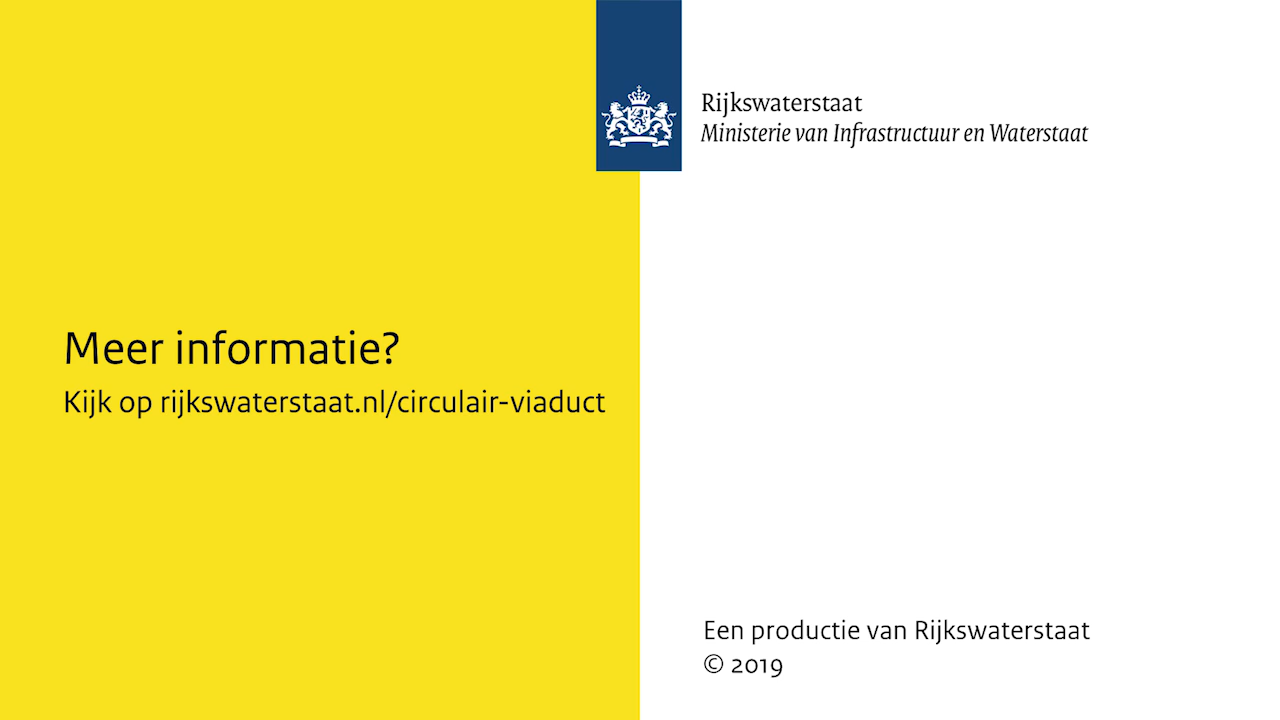 Rijkswaterstaat
Ministerie van Infrastructuur en Waterstaat
Meer informatie?
Kijk op rijkswaterstaat.nl/circulair-viaduct
Een productie van Rijkswaterstaat
© 2019